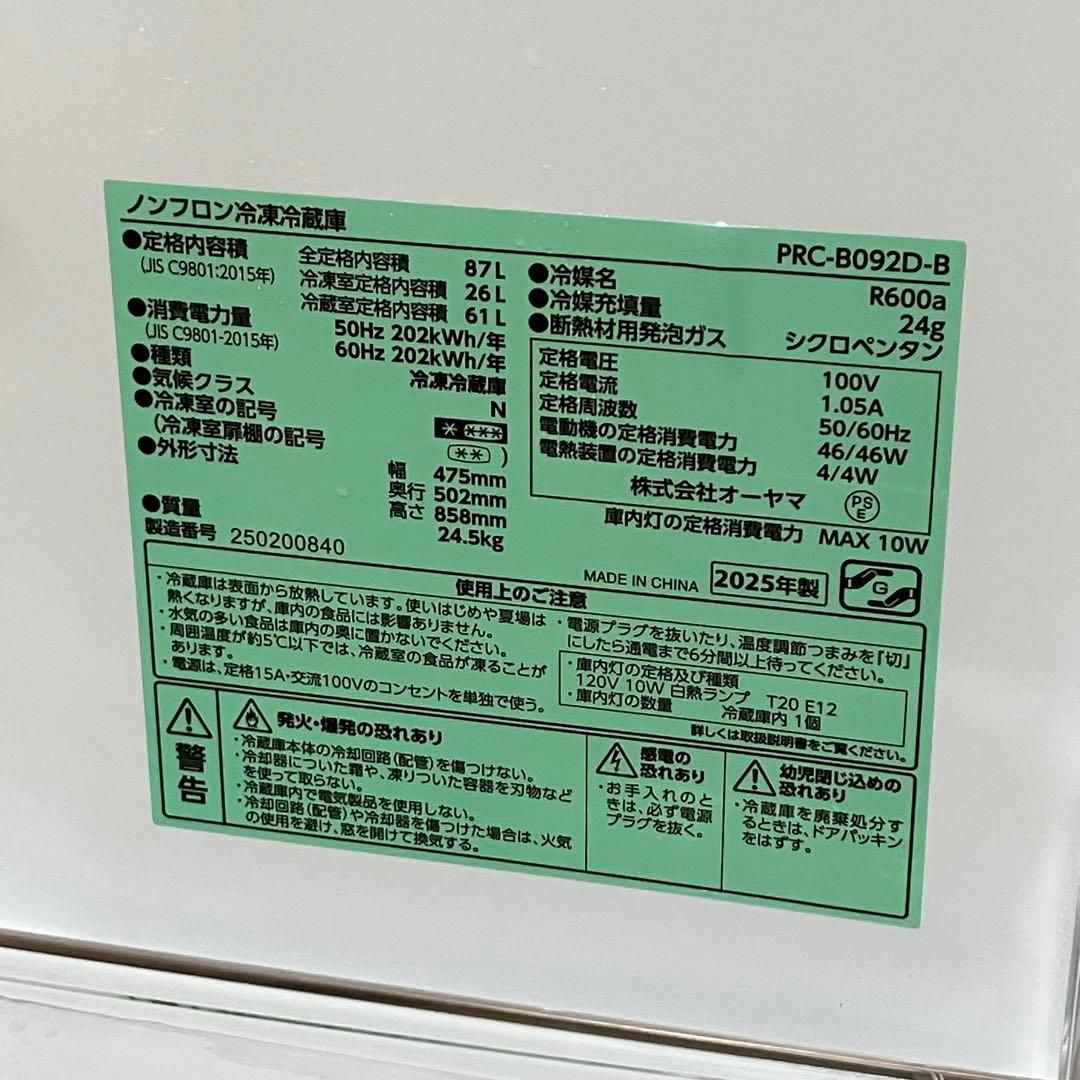 ノンフロン冷凍冷蔵庫
PRC-B092D-B
●定格内容積
(JIS C9801:2015年)
全定格内容積 87L
冷凍室定格内容積 26L
冷蔵室定格内容積 61L
●消費電力量
(JIS C9801-2015年)
50Hz 202kWh/年
60Hz 202kWh/年
●種類 冷凍冷蔵庫
●気候クラス N
●冷凍室の記号 * ***
(冷凍室扉棚の記号 ** )
●外形寸法
幅 475mm
奥行 502mm
高さ 858mm
●質量 24.5kg
製造番号 250200840
●冷媒名 R600a
●冷媒充填量 24g
●断熱材用発泡ガス シクロペンタン
定格電圧 100V
定格電流 1.05A
定格周波数 50/60Hz
電動機の定格消費電力 46/46W
電熱装置の定格消費電力 4/4W
株式会社オーヤマ PSE
庫内灯の定格消費電力 MAX 10W
MADE IN CHINA 2025年製 G
使用上のご注意
・冷蔵庫は表面から放熱しています。使いはじめや夏場は
熱くなりますが、庫内の食品には影響ありません。
・水気の多い食品は庫内の奥に置かないでください。
・周囲温度が約5℃以下では、冷蔵室の食品が凍ることが
あります。
・電源は、定格15A・交流100Vのコンセントを単独で使う。
・電源プラグを抜いたり、温度調節つまみを「切」
にしたら通電まで6分間以上待ってください。
・庫内灯の定格及び種類
120V 10W 白熱ランプ T20 E12
・庫内灯の数量 冷蔵庫内 1個
詳しくは取扱説明書をご覧ください。
警告
発火・爆発の恐れあり
・冷蔵庫本体の冷却回路(配管)を傷つけない。
・冷却器についた霜や、凍りついた容器を刃物など
を使って取らない。
・冷蔵庫内で電気製品を使用しない。
・冷却回路(配管)や冷却器を傷つけた場合は、火気
の使用を避け、窓を開けて換気する。
感電の
恐れあり
・お手入れのと
きは、必ず電源
プラグを抜く。
幼児閉じ込めの
恐れあり
・冷蔵庫を廃棄処分す
るときは、ドアパッキン
をはずす。